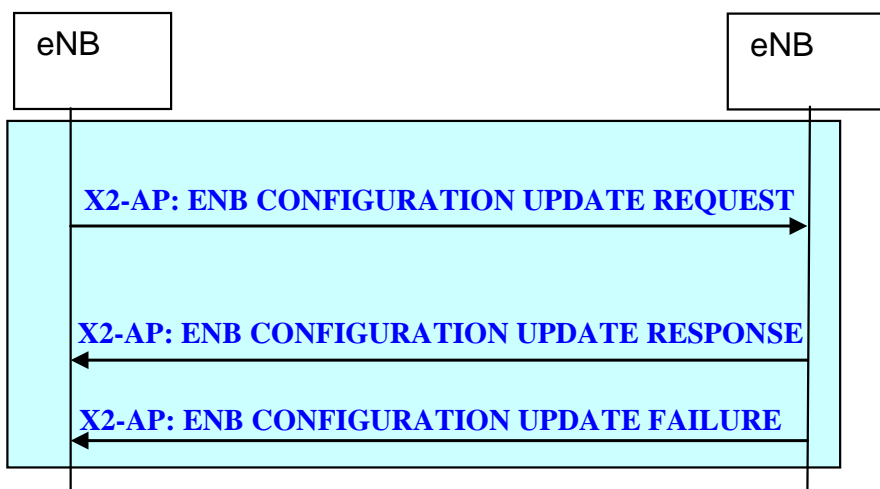 eNB
eNB
X2-AP: ENB CONFIGURATION UPDATE REQUEST
X2-AP: ENB CONFIGURATION UPDATE RESPONSE
X2-AP: ENB CONFIGURATION UPDATE FAILURE